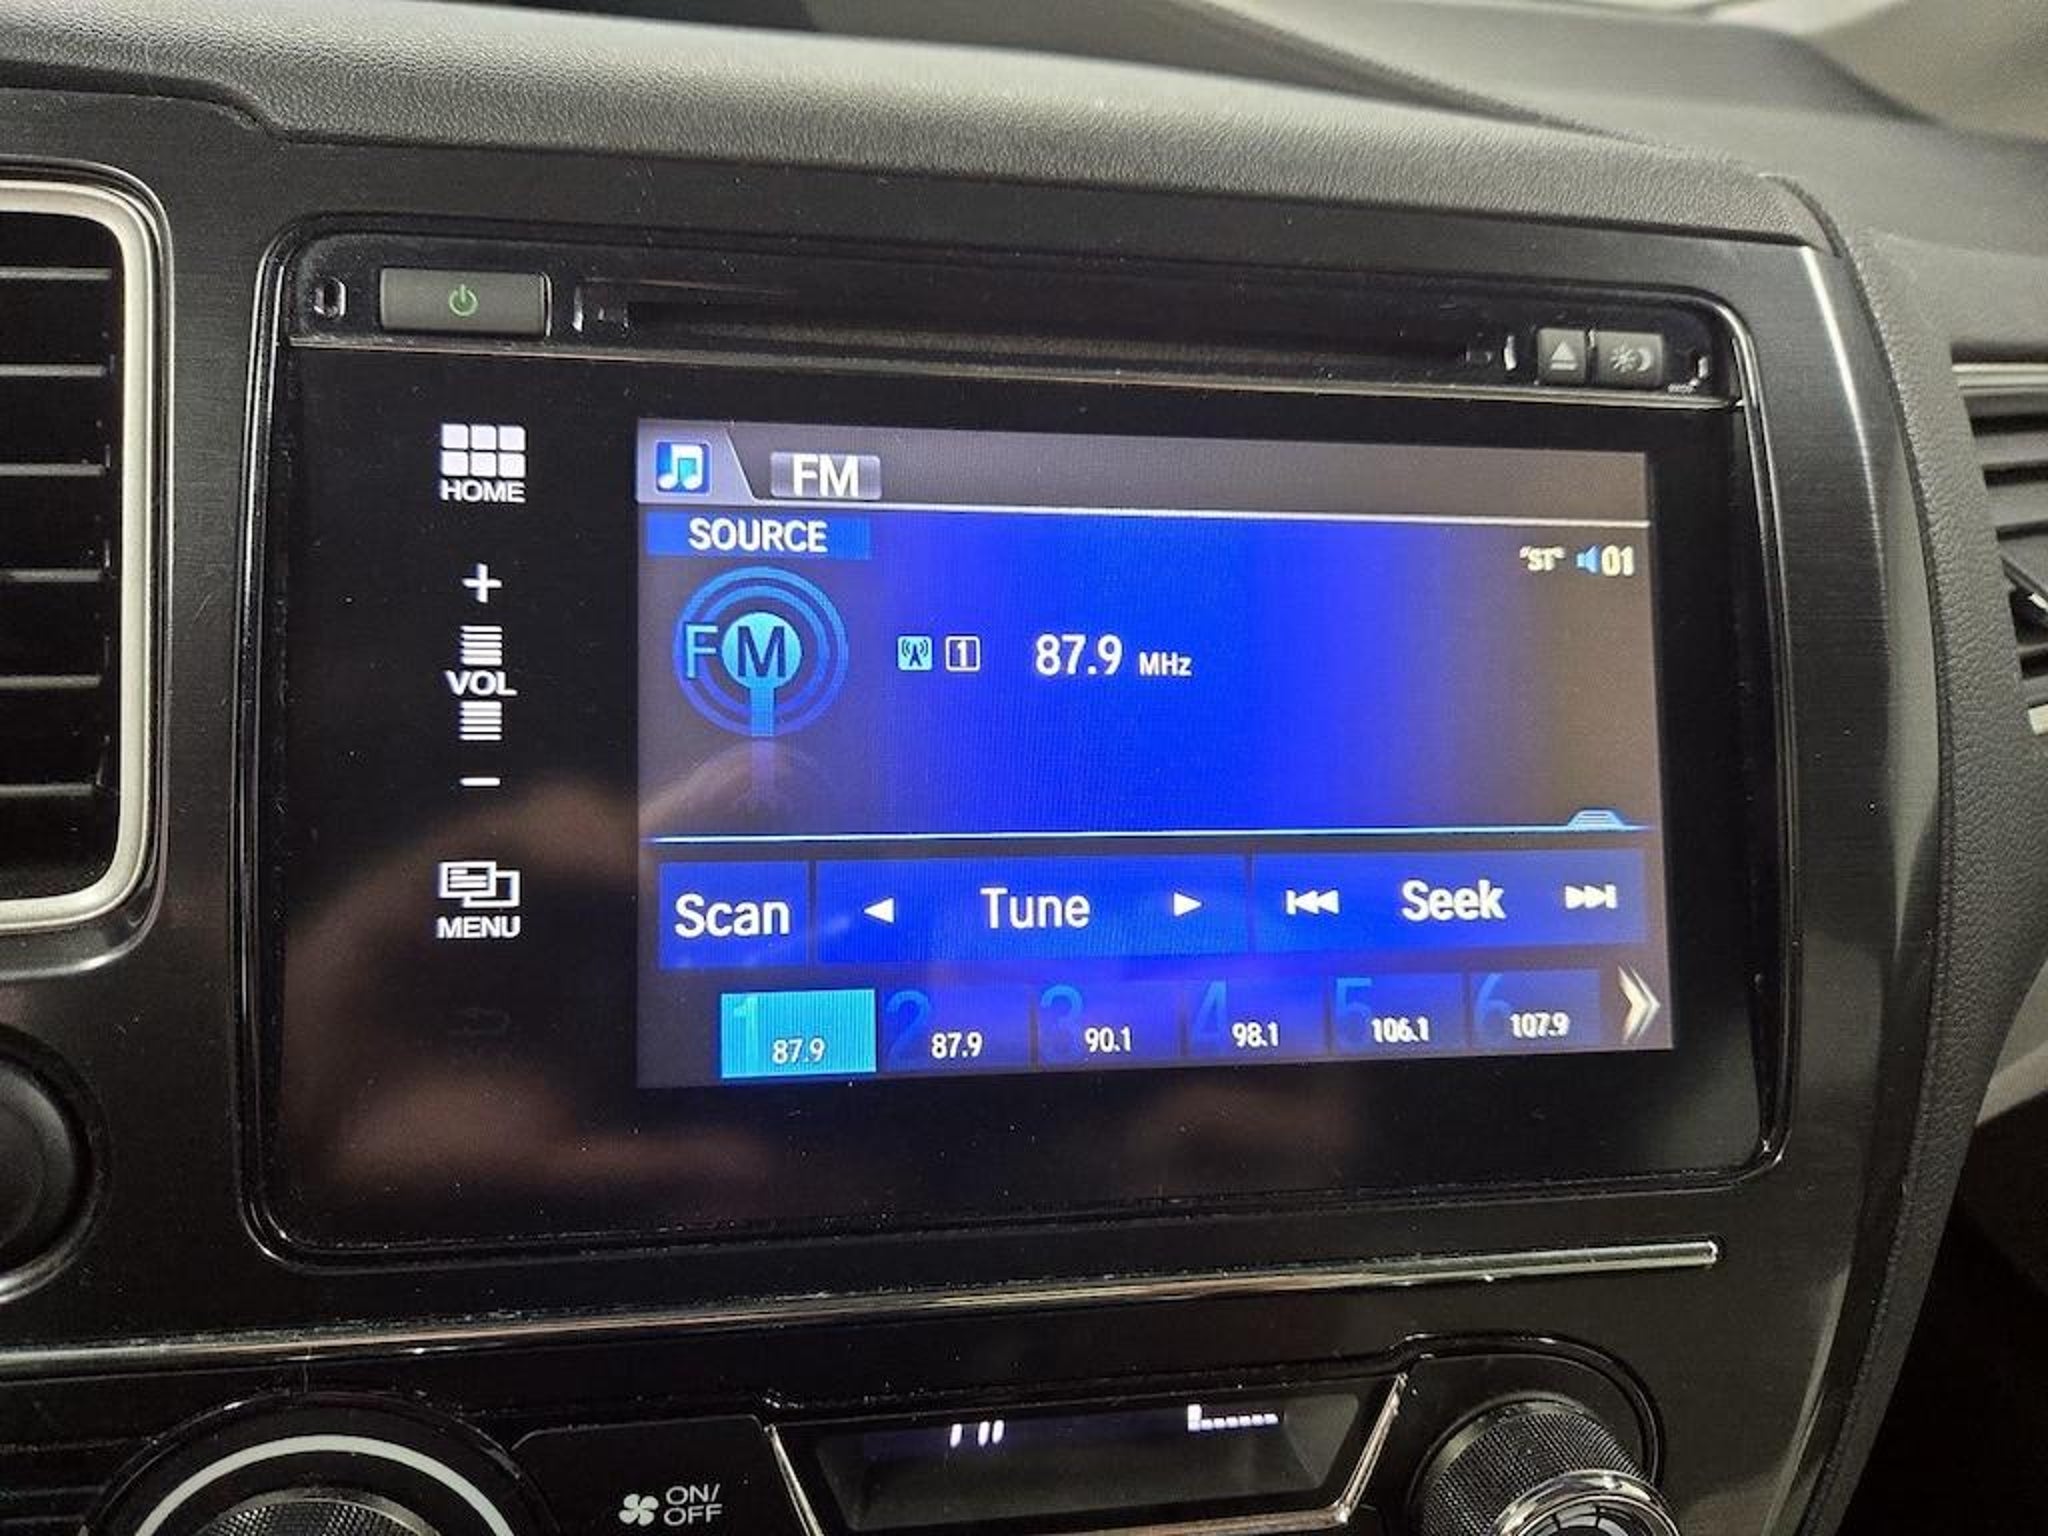 FM
HOME
SOURCE
"ST" 01
FM
1 87.9 MHz
VOL
MENU
Scan Tune Seek
1 87.9 2 87.9 3 90.1 4 98.1 5 106.1 6 107.9
ON/
OFF